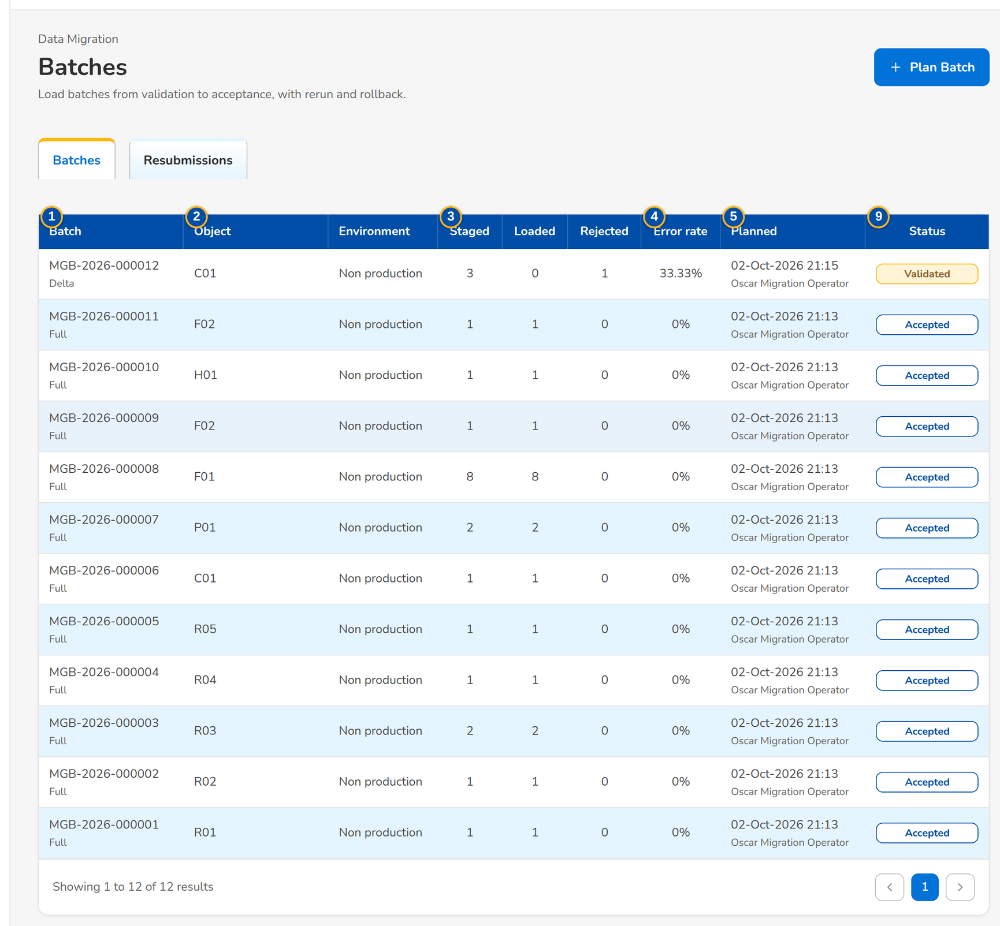 Data Migration
Batches
+ Plan Batch
Load batches from validation to acceptance, with rerun and rollback.
Batches Resubmissions
1 2 3 4 5 9
Batch Object Environment Staged Loaded Rejected Error rate Planned Status
MGB-2026-000012 C01 Non production 3 0 1 33.33% 02-Oct-2026 21:15 Validated
Delta Oscar Migration Operator
MGB-2026-000011 F02 Non production 1 1 0 0% 02-Oct-2026 21:13 Accepted
Full Oscar Migration Operator
MGB-2026-000010 H01 Non production 1 1 0 0% 02-Oct-2026 21:13 Accepted
Full Oscar Migration Operator
MGB-2026-000009 F02 Non production 1 1 0 0% 02-Oct-2026 21:13 Accepted
Full Oscar Migration Operator
MGB-2026-000008 F01 Non production 8 8 0 0% 02-Oct-2026 21:13 Accepted
Full Oscar Migration Operator
MGB-2026-000007 P01 Non production 2 2 0 0% 02-Oct-2026 21:13 Accepted
Full Oscar Migration Operator
MGB-2026-000006 C01 Non production 1 1 0 0% 02-Oct-2026 21:13 Accepted
Full Oscar Migration Operator
MGB-2026-000005 R05 Non production 1 1 0 0% 02-Oct-2026 21:13 Accepted
Full Oscar Migration Operator
MGB-2026-000004 R04 Non production 1 1 0 0% 02-Oct-2026 21:13 Accepted
Full Oscar Migration Operator
MGB-2026-000003 R03 Non production 2 2 0 0% 02-Oct-2026 21:13 Accepted
Full Oscar Migration Operator
MGB-2026-000002 R02 Non production 1 1 0 0% 02-Oct-2026 21:13 Accepted
Full Oscar Migration Operator
MGB-2026-000001 R01 Non production 1 1 0 0% 02-Oct-2026 21:13 Accepted
Full Oscar Migration Operator
Showing 1 to 12 of 12 results 1